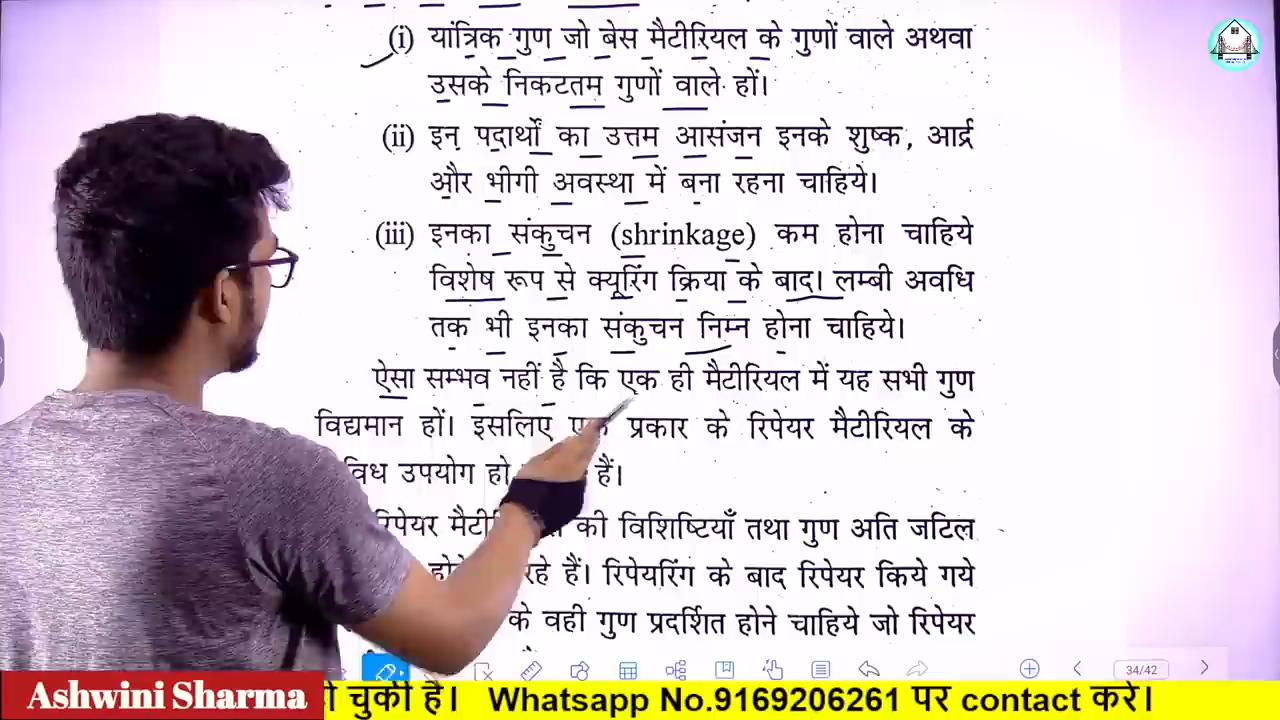 (i) यांत्रिक गुण जो बेस मैटीरियल के गुणों वाले अथवा
उसके निकटतम गुणों वाले हों।
(ii) इन पदार्थों का उत्तम आसंजन इनके शुष्क, आर्द्र
और भीगी अवस्था में बना रहना चाहिये।
(iii) इनका संकुचन (shrinkage) कम होना चाहिये
विशेष रूप से क्यूरिंग क्रिया के बाद। लम्बी अवधि
तक भी इनका संकुचन निम्न होना चाहिये।
ऐसा सम्भव नहीं है कि एक ही मैटीरियल में यह सभी गुण
विद्यमान हों। इसलिए प्रकार के रिपेयर मैटीरियल के
उपयोग हो हैं।
रिपेयर की विशिष्टियाँ तथा गुण अति जटिल
रहे हैं। रिपेयरिंग के बाद रिपेयर किये गये
के वही गुण प्रदर्शित होने चाहिये जो रिपेयर
34/42
Ashwini Sharma
चुकी है। Whatsapp No.9169206261 पर contact करे।